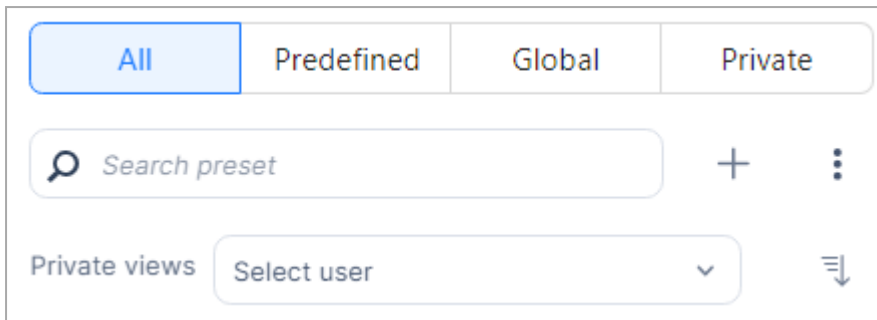 All Predefined Global Private
Search preset
Private views Select user